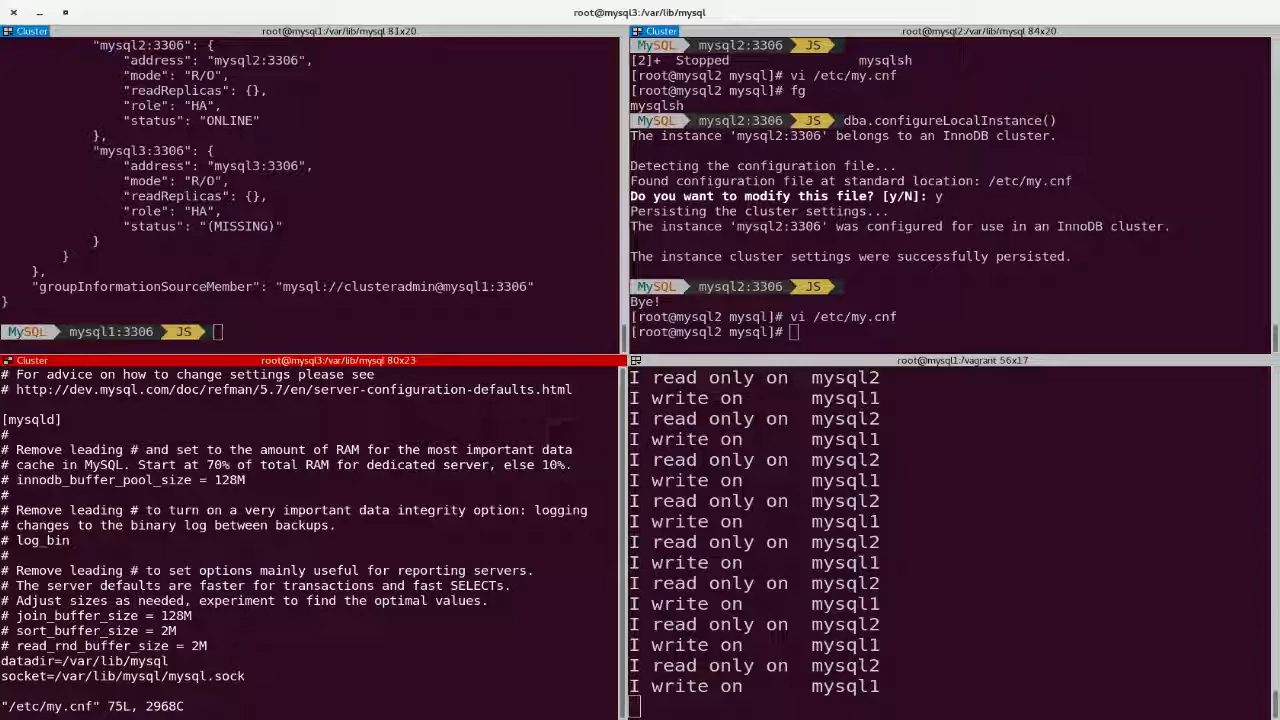 root@mysql3:/var/lib/mysql
Cluster
root@mysql1:/var/lib/mysql 81x20
"mysql2:3306": {
"address": "mysql2:3306",
"mode": "R/O",
"readReplicas": {},
"role": "HA",
"status": "ONLINE"
},
"mysql3:3306": {
"address": "mysql3:3306",
"mode": "R/O",
"readReplicas": {},
"role": "HA",
"status": "(MISSING)"
}
}
},
"groupInformationSourceMember": "mysql://clusteradmin@mysql1:3306"
}
MySQL mysql1:3306 JS
Cluster
root@mysql2:/var/lib/mysql 84x20
MySQL mysql2:3306 JS
[2]+ Stopped mysqlsh
[root@mysql2 mysql]# vi /etc/my.cnf
[root@mysql2 mysql]# fg
mysqlsh
MySQL mysql2:3306 JS dba.configureLocalInstance()
The instance 'mysql2:3306' belongs to an InnoDB cluster.
Detecting the configuration file...
Found configuration file at standard location: /etc/my.cnf
Do you want to modify this file? [y/N]: y
Persisting the cluster settings...
The instance 'mysql2:3306' was configured for use in an InnoDB cluster.
The instance cluster settings were successfully persisted.
MySQL mysql2:3306 JS
Bye!
[root@mysql2 mysql]# vi /etc/my.cnf
[root@mysql2 mysql]#
Cluster
root@mysql3:/var/lib/mysql 80x23
# For advice on how to change settings please see
# http://dev.mysql.com/doc/refman/5.7/en/server-configuration-defaults.html
[mysqld]
#
# Remove leading # and set to the amount of RAM for the most important data
# cache in MySQL. Start at 70% of total RAM for dedicated server, else 10%.
# innodb_buffer_pool_size = 128M
#
# Remove leading # to turn on a very important data integrity option: logging
# changes to the binary log between backups.
# log_bin
#
# Remove leading # to set options mainly useful for reporting servers.
# The server defaults are faster for transactions and fast SELECTs.
# Adjust sizes as needed, experiment to find the optimal values.
# join_buffer_size = 128M
# sort_buffer_size = 2M
# read_rnd_buffer_size = 2M
datadir=/var/lib/mysql
socket=/var/lib/mysql/mysql.sock
"/etc/my.cnf" 75L, 2968C
root@mysql1:/vagrant 56x17
I read only on mysql2
I write on mysql1
I read only on mysql2
I write on mysql1
I read only on mysql2
I write on mysql1
I read only on mysql2
I write on mysql1
I read only on mysql2
I write on mysql1
I read only on mysql2
I write on mysql1
I read only on mysql2
I write on mysql1
I read only on mysql2
I write on mysql1